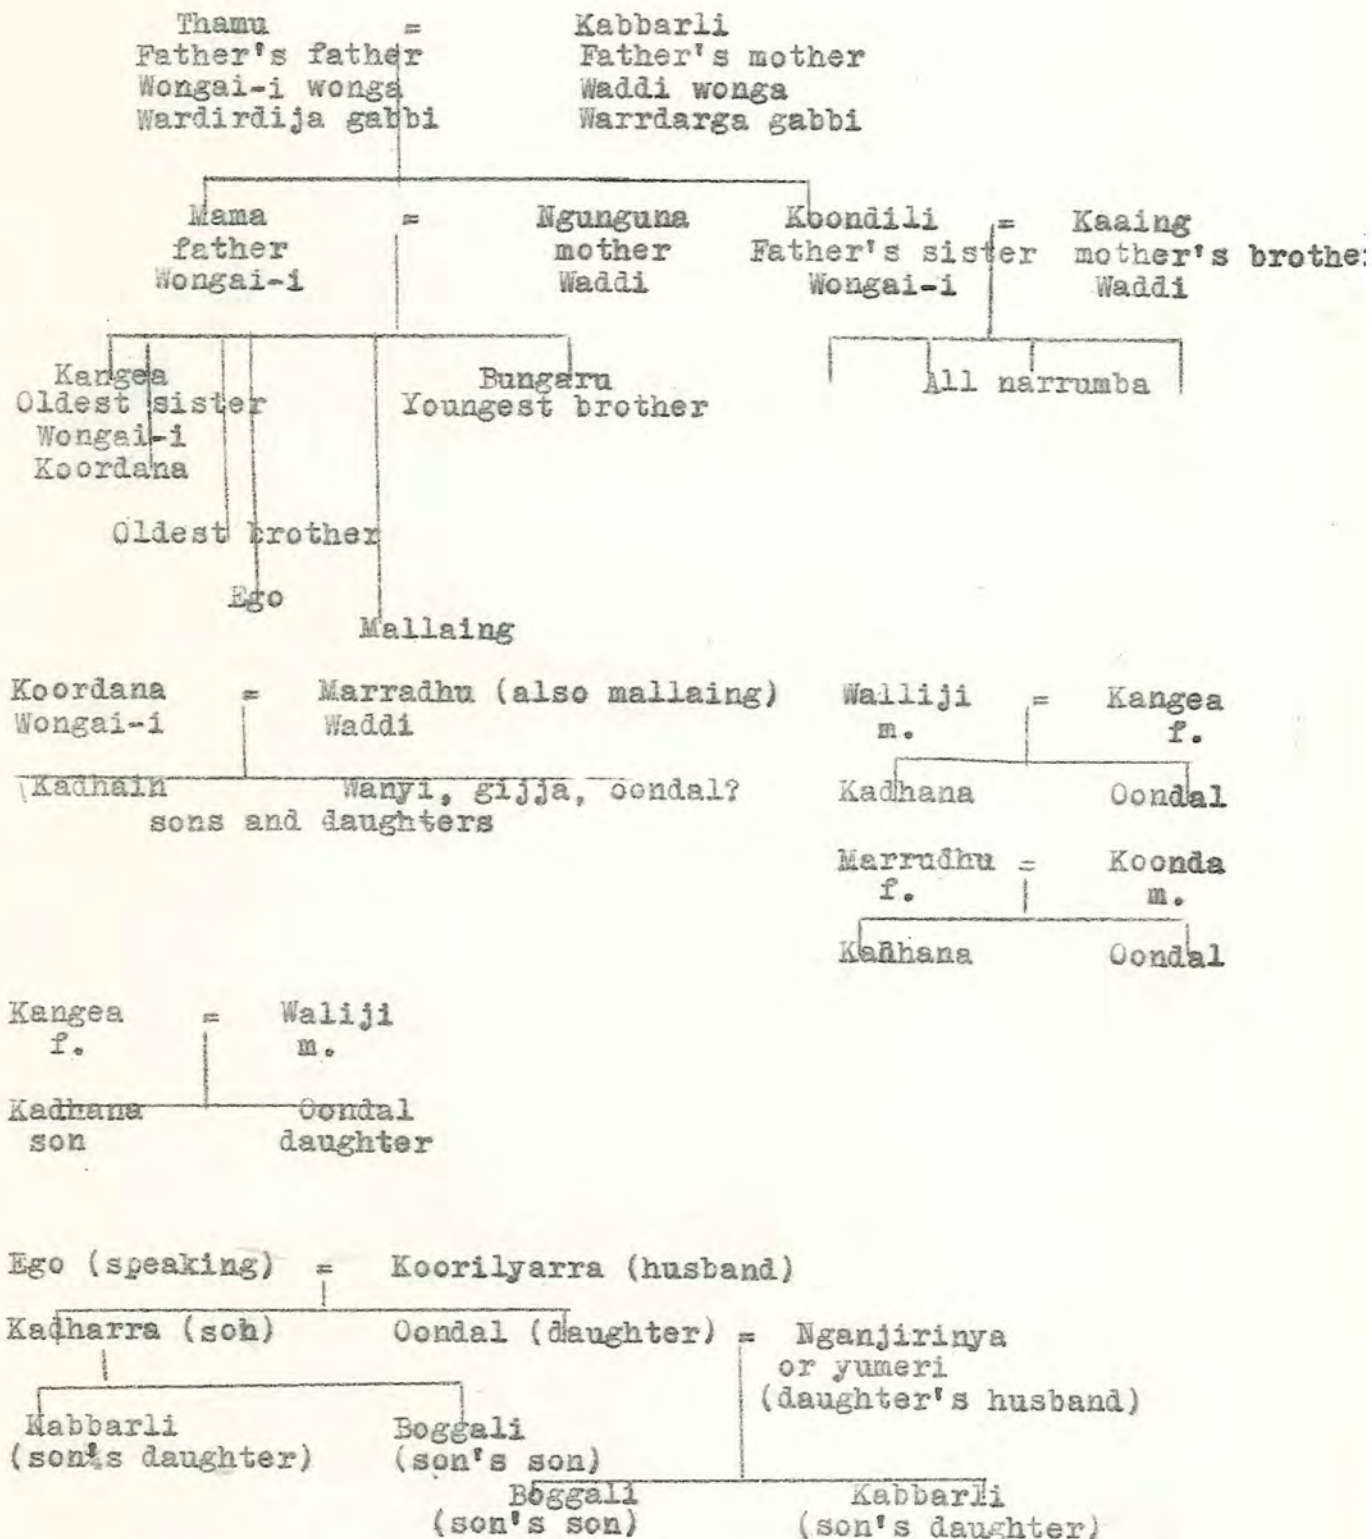 Thamu = Kabbarli
Father's father Father's mother
Wongai-i wonga Waddi wonga
Wardirdija gabbi Warrdarga gabbi
Mama = Ngunguna Koondili = Kaaing
father mother Father's sister mother's brother
Wongai-i Waddi Wongai-i Waddi
Kangea Bungaru All narrumba
Oldest sister Youngest brother
Wongai-i
Koordana
Oldest brother
Ego
Mallaing
Koordana = Marradhu (also mallaing) Walliji = Kangea
Wongai-i Waddi m. f.
Kadhain Wanyi, gijja, oondal? Kadhana Oondal
sons and daughters
Marrudhu = Koonda
f. m.
Kadhana Oondal
Kangea = Waliji
f. m.
Kadhana Oondal
son daughter
Ego (speaking) = Koorilyarra (husband)
Kadharra (son) Oondal (daughter) = Nganjirinya
or yumeri
(daughter's husband)
Kabbarli Boggali
(son's daughter) (son's son)
Boggali Kabbarli
(son's son) (son's daughter)